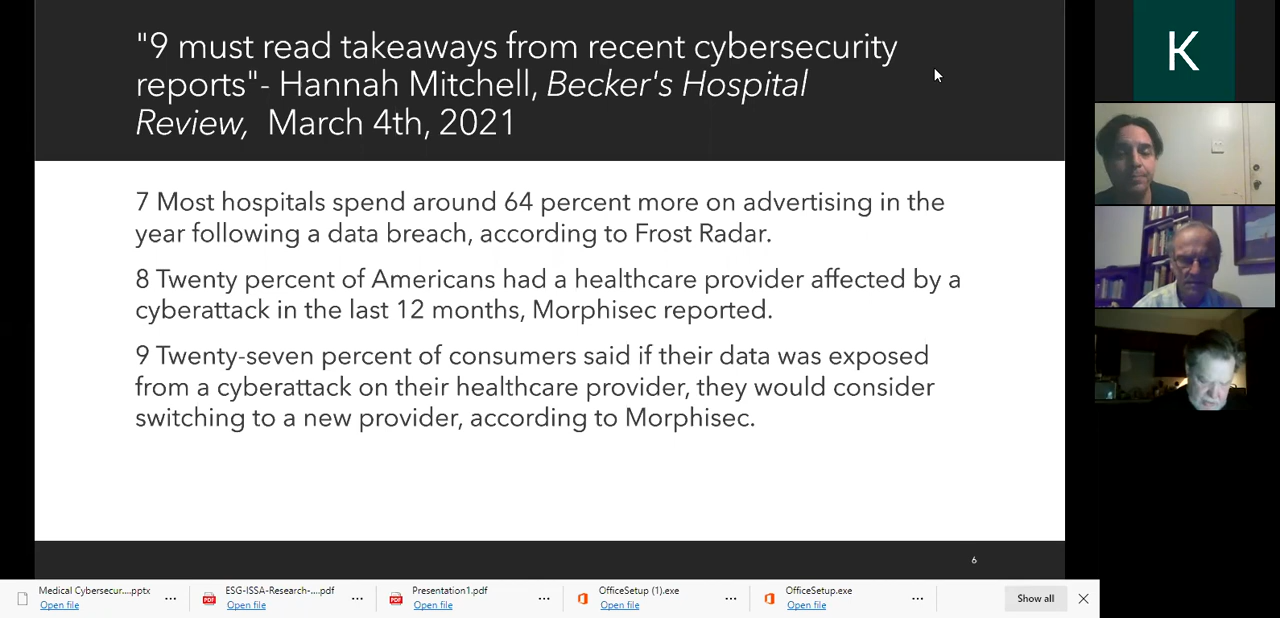 "9 must read takeaways from recent cybersecurity
reports"- Hannah Mitchell, Becker's Hospital
Review, March 4th, 2021
7 Most hospitals spend around 64 percent more on advertising in the
year following a data breach, according to Frost Radar.
8 Twenty percent of Americans had a healthcare provider affected by a
cyberattack in the last 12 months, Morphisec reported.
9 Twenty-seven percent of consumers said if their data was exposed
from a cyberattack on their healthcare provider, they would consider
switching to a new provider, according to Morphisec.
6
K
Medical Cybersecur....pptx
Open file
PDF
ESG-ISSA-Research-....pdf
Open file
PDF
Presentation1.pdf
Open file
OfficeSetup (1).exe
Open file
OfficeSetup.exe
Open file
Show all